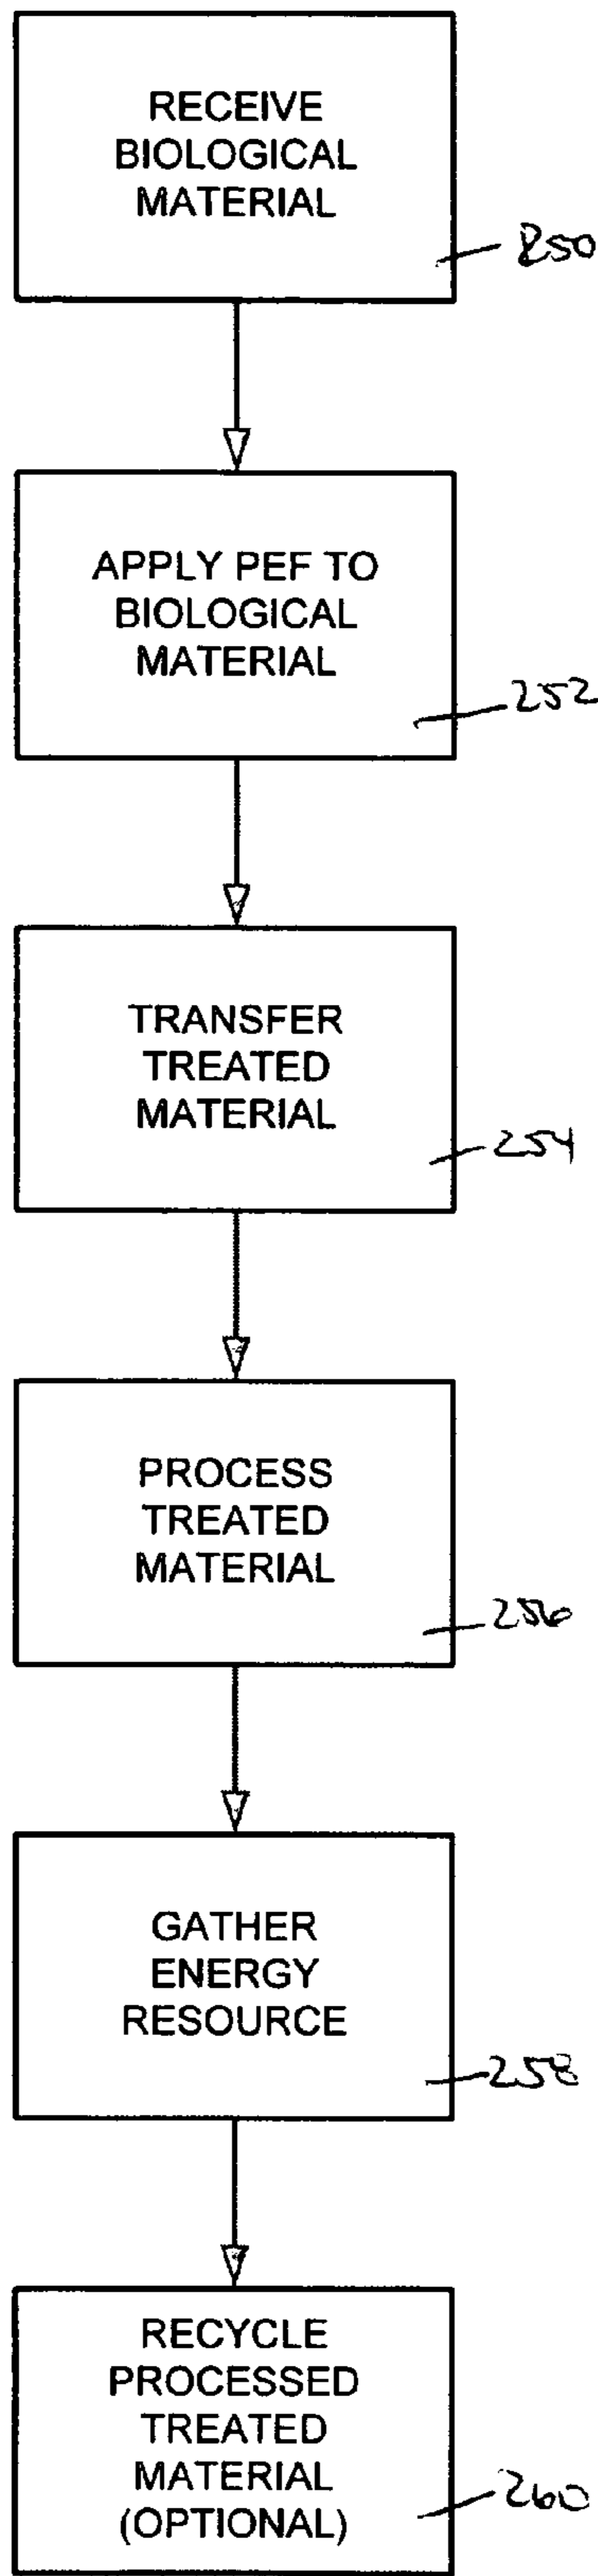 RECEIVE
BIOLOGICAL
MATERIAL
250
APPLY PEF TO
BIOLOGICAL
MATERIAL
252
TRANSFER
TREATED
MATERIAL
254
PROCESS
TREATED
MATERIAL
256
GATHER
ENERGY
RESOURCE
258
RECYCLE
PROCESSED
TREATED
MATERIAL
(OPTIONAL)
260